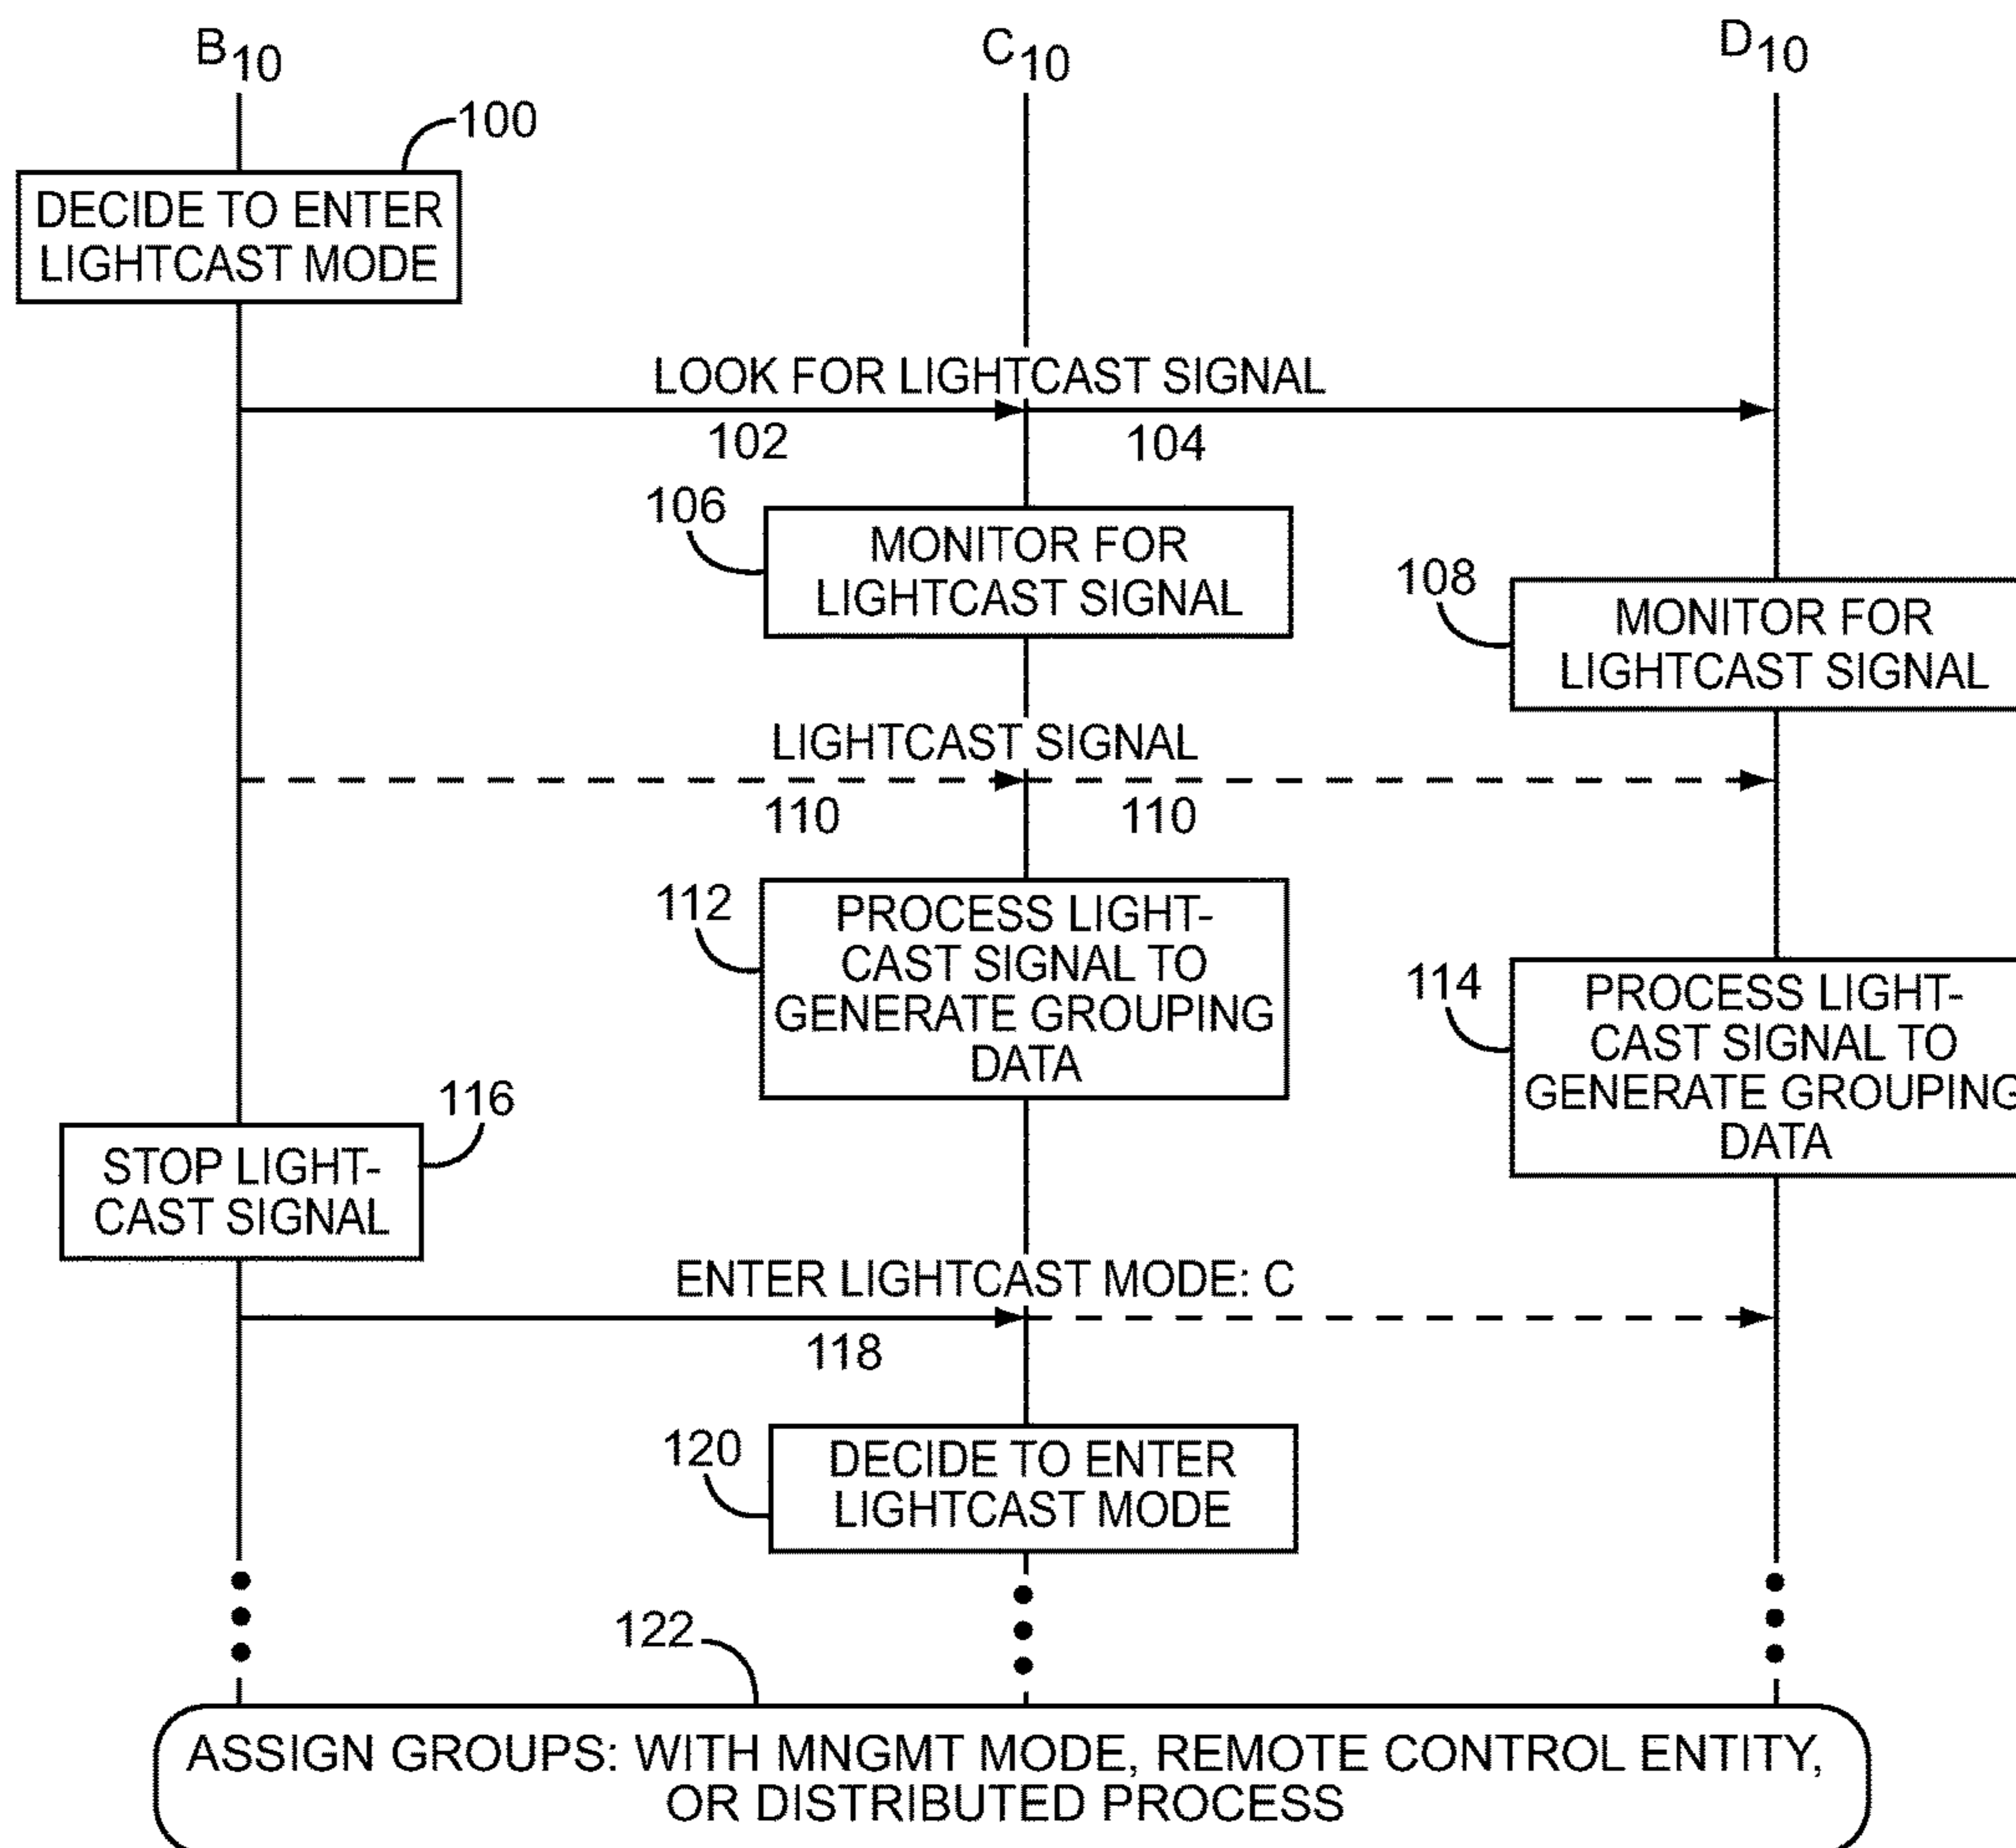 B10
C10
D10
100
DECIDE TO ENTER
LIGHTCAST MODE
LOOK FOR LIGHTCAST SIGNAL
102
104
106
MONITOR FOR
LIGHTCAST SIGNAL
108
MONITOR FOR
LIGHTCAST SIGNAL
LIGHTCAST SIGNAL
110
110
112
PROCESS LIGHT-
CAST SIGNAL TO
GENERATE GROUPING
DATA
114
PROCESS LIGHT-
CAST SIGNAL TO
GENERATE GROUPING
DATA
116
STOP LIGHT-
CAST SIGNAL
ENTER LIGHTCAST MODE: C
118
120
DECIDE TO ENTER
LIGHTCAST MODE
122
ASSIGN GROUPS: WITH MNGMT MODE, REMOTE CONTROL ENTITY,
OR DISTRIBUTED PROCESS